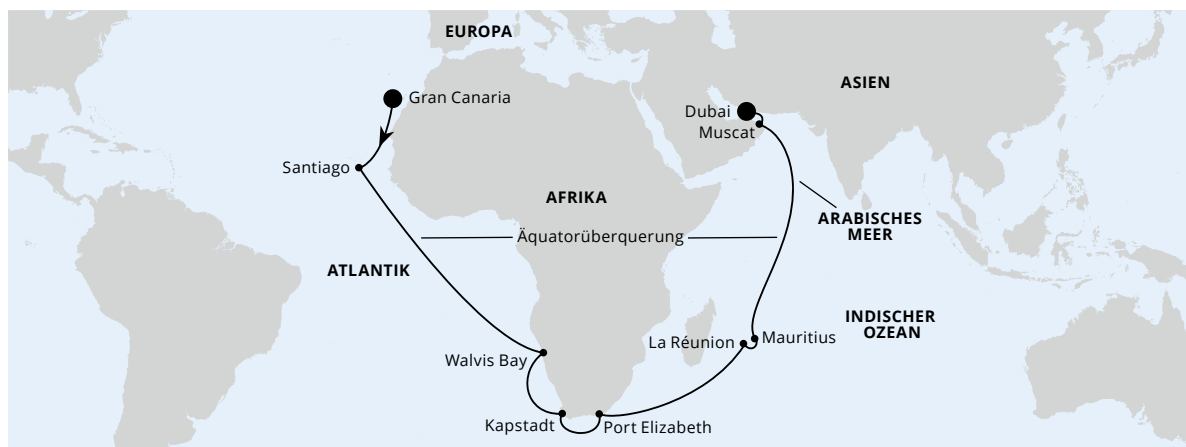 EUROPA
ASIEN
Gran Canaria
Dubai
Muscat
Santiago
AFRIKA
ARABISCHES
MEER
Äquatorüberquerung
ATLANTIK
INDISCHER
OZEAN
La Réunion
Mauritius
Walvis Bay
Kapstadt
Port Elizabeth